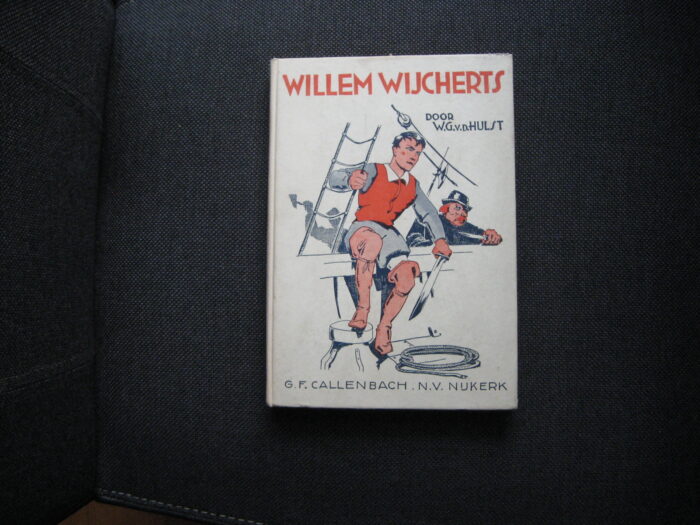 WILLEM WIJCHERTS
DOOR
W.G.V.D.HULST
G.F. CALLENBACH . N.V. NIJKERK